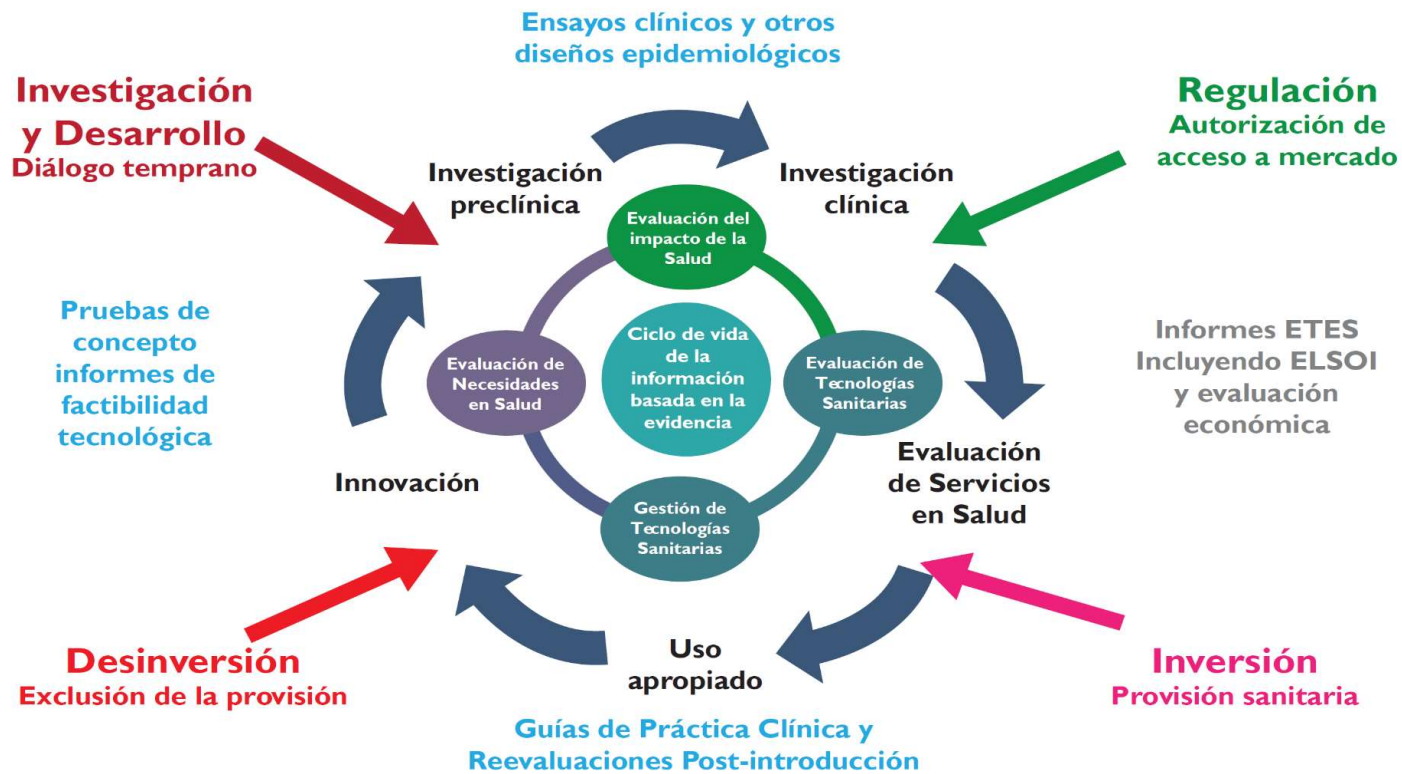 Ensayos clínicos y otros
diseños epidemiológicos
Investigación
y Desarrollo
Diálogo temprano
Regulación
Autorización de
acceso a mercado
Investigación
preclínica
Investigación
clínica
Evaluación del
impacto de la
Salud
Pruebas de
concepto
informes de
factibilidad
tecnológica
Evaluación de
Necesidades
en Salud
Ciclo de vida
de la
información
basada en la
evidencia
Evaluación de
Tecnologías
Sanitarias
Informes ETES
Incluyendo ELSOI
y evaluación
económica
Innovación
Evaluación
de Servicios
en Salud
Gestión de
Tecnologías
Sanitarias
Desinversión
Exclusión de la provisión
Uso
apropiado
Inversión
Provisión sanitaria
Guías de Práctica Clínica y
Reevaluaciones Post-introducción